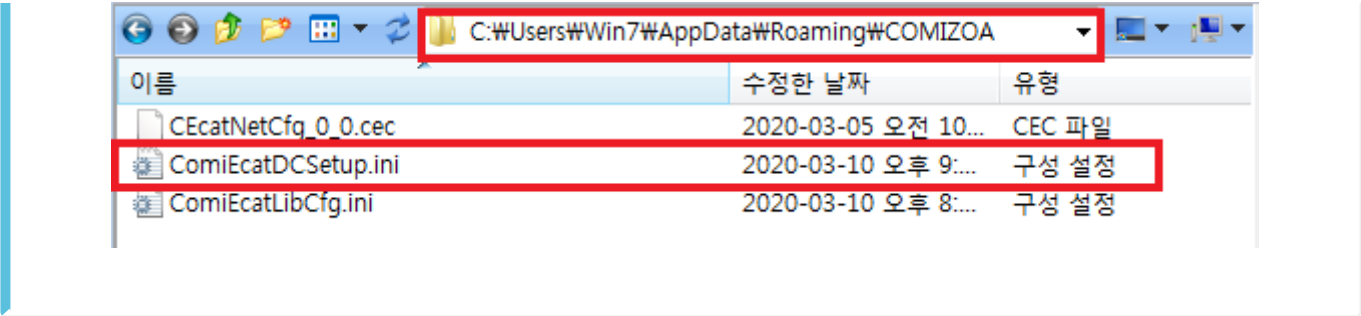 C:₩Users₩Win7₩AppData₩Roaming₩COMIZOA
이름 수정한 날짜 유형
CEcatNetCfg_0_0.cec 2020-03-05 오전 10... CEC 파일
ComiEcatDCSetup.ini 2020-03-10 오후 9:... 구성 설정
ComiEcatLibCfg.ini 2020-03-10 오후 8:... 구성 설정